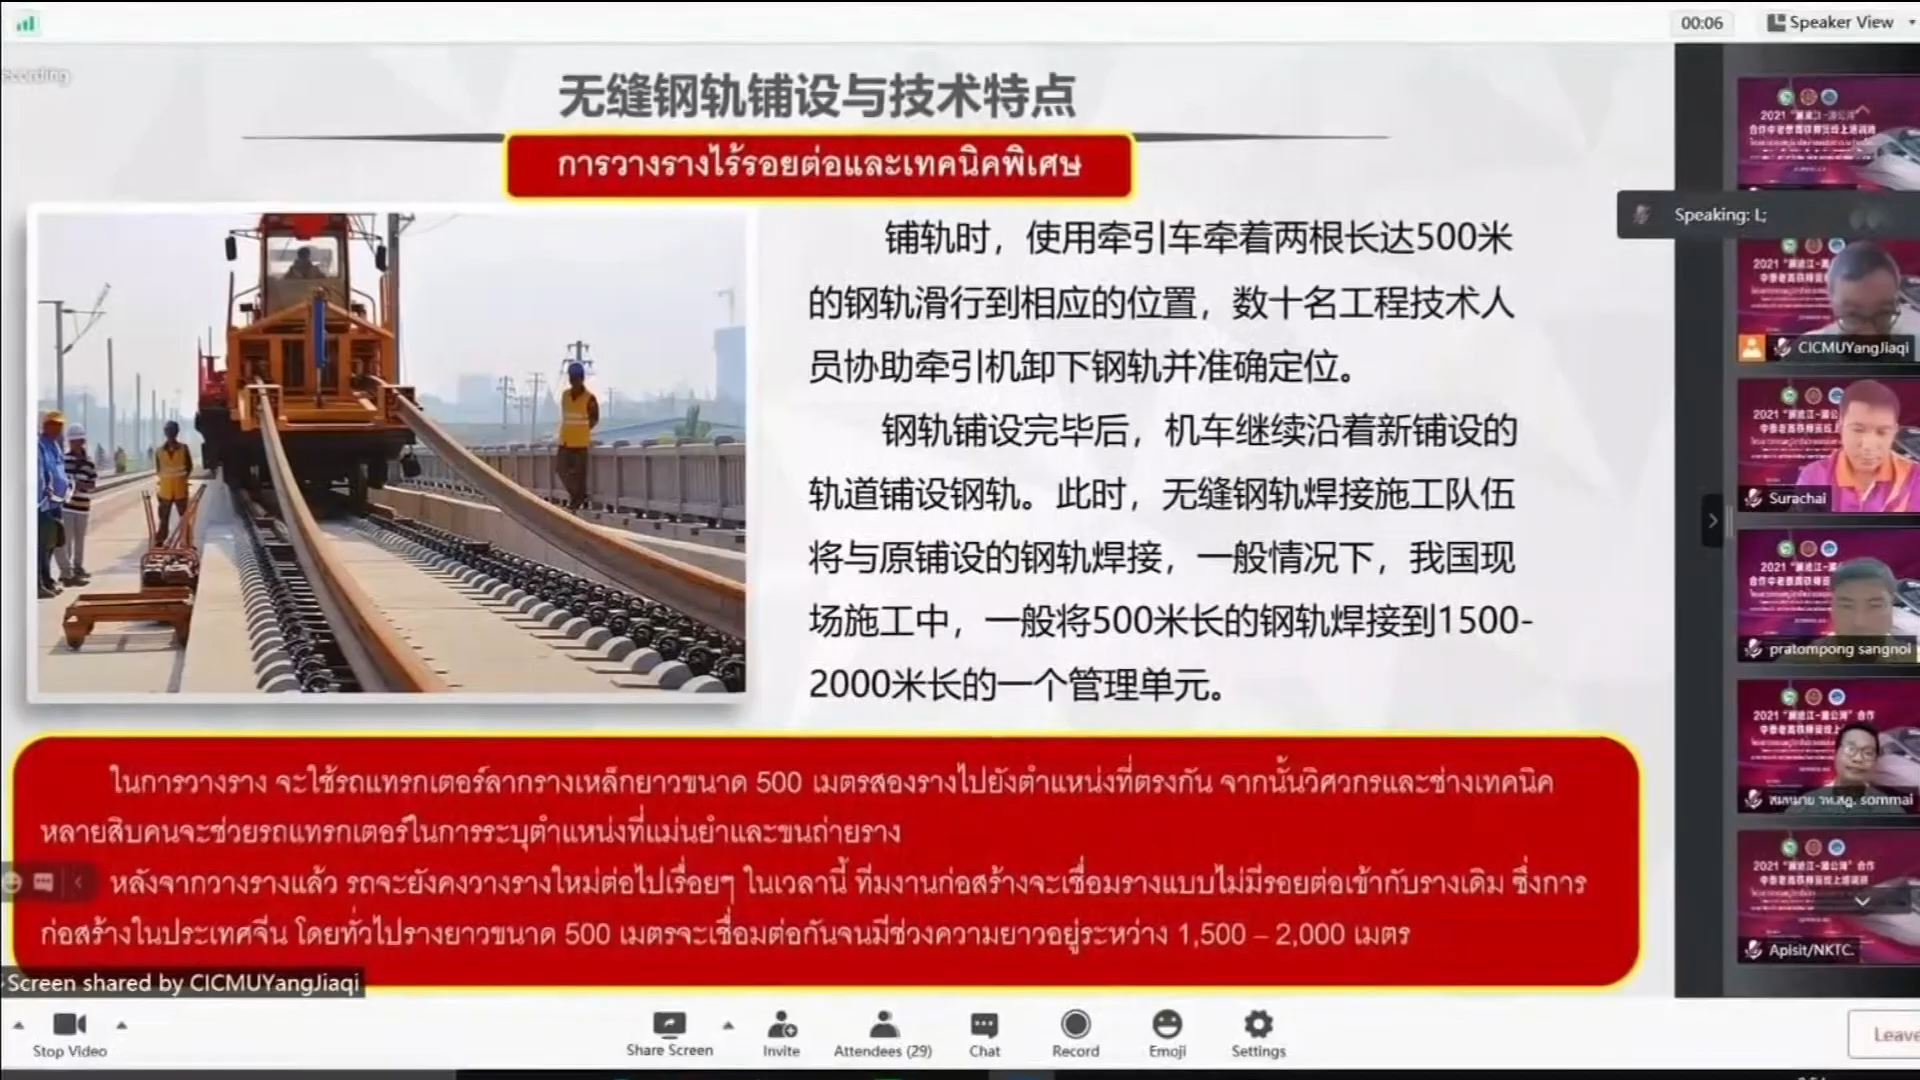 00:06
Speaker View
无缝钢轨铺设与技术特点
การวางรางไร้รอยต่อและเทคนิคพิเศษ
铺轨时，使用牵引车牵着两根长达500米
的钢轨滑行到相应的位置，数十名工程技术人
员协助牵引机卸下钢轨并准确定位。
钢轨铺设完毕后，机车继续沿着新铺设的
轨道铺设钢轨。此时，无缝钢轨焊接施工队伍
将与原铺设的钢轨焊接，一般情况下，我国现
场施工中，一般将500米长的钢轨焊接到1500-
2000米长的一个管理单元。
ในการวางราง จะใช้รถแทรกเตอร์ลากรางเหล็กยาวขนาด 500 เมตรสองรางไปยังตำแหน่งที่ตรงกัน จากนั้นวิศวกรและช่างเทคนิค
หลายสิบคนจะช่วยรถแทรกเตอร์ในการระบุตำแหน่งที่แม่นยำและขนถ่ายราง
หลังจากวางรางแล้ว รถจะยังคงวางรางใหม่ต่อไปเรื่อยๆ ในเวลานี้ ทีมงานก่อสร้างจะเชื่อมรางแบบไม่มีรอยต่อเข้ากับรางเดิม ซึ่งการ
ก่อสร้างในประเทศจีน โดยทั่วไปรางยาวขนาด 500 เมตรจะเชื่อมต่อกันจนมีช่วงความยาวอยู่ระหว่าง 1,500 – 2,000 เมตร
Screen shared by CICMUYangJiaqi
Speaking: L;
CICMUYangJiaqi
Surachai
pratompong sangnoi
sommai
2021 "澜沧江-湄公河" 合作
Apisit/NKTC.
Stop Video
Share Screen
Invite
Attendees (29)
Chat
Record
Emoji
Settings
Leave